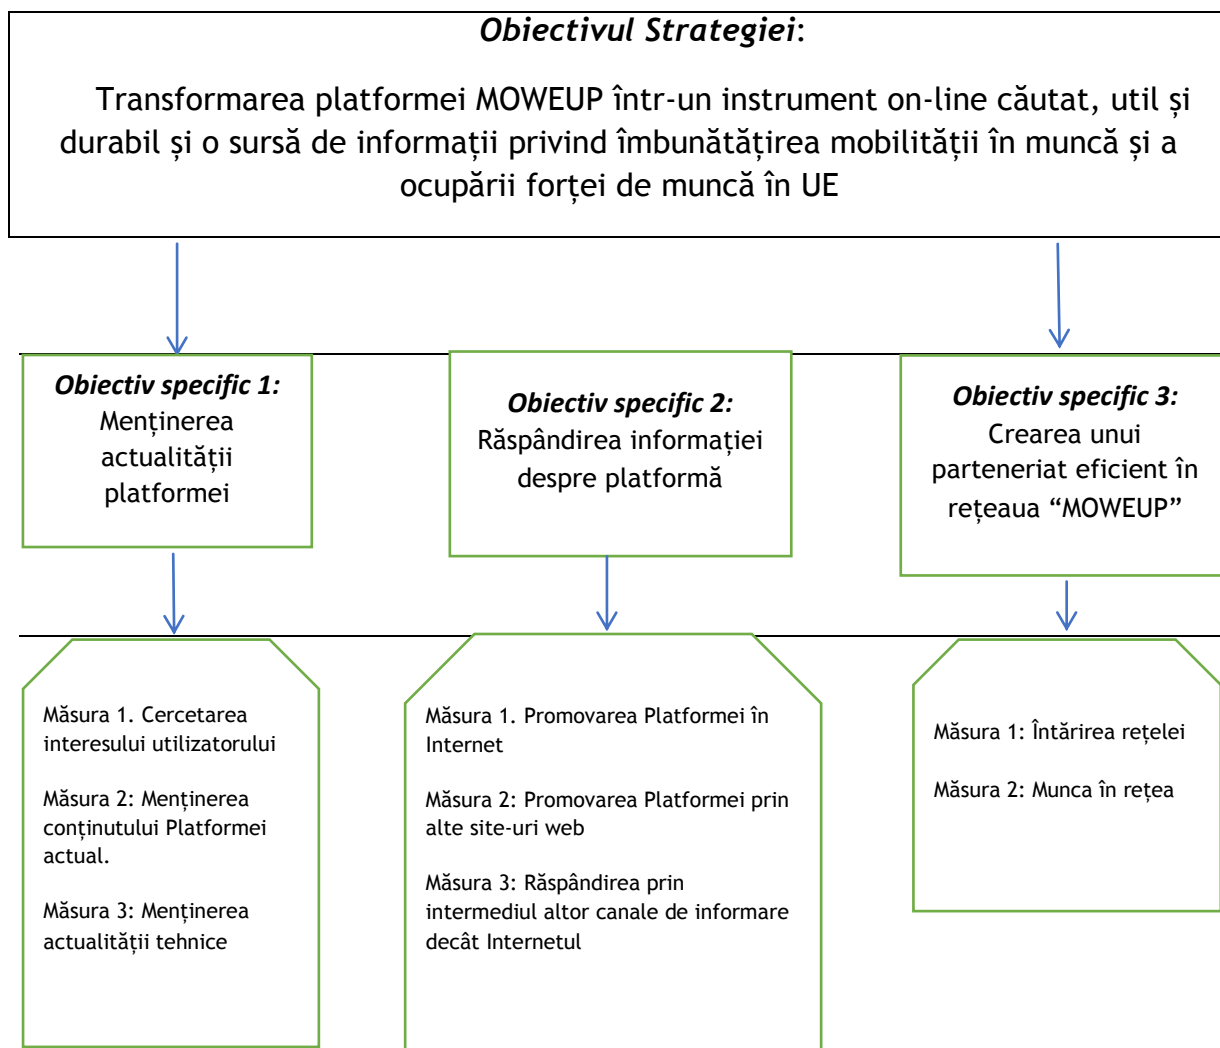 Obiectivul Strategiei:
Transformarea platformei MOWEUP într-un instrument on-line căutat, util și
durabil și o sursă de informații privind îmbunătățirea mobilității în muncă și a
ocupării forței de muncă în UE
Obiectiv specific 1:
Menținerea
actualității
platformei
Obiectiv specific 2:
Răspândirea informației
despre platformă
Obiectiv specific 3:
Crearea unui
parteneriat eficient în
rețeaua “MOWEUP”
Măsura 1. Cercetarea
interesului utilizatorului
Măsura 2: Menținerea
conținutului Platformei
actual.
Măsura 3: Menținerea
actualității tehnice
Măsura 1. Promovarea Platformei în
Internet
Măsura 2: Promovarea Platformei prin
alte site-uri web
Măsura 3: Răspândirea prin
intermediul altor canale de informare
decât Internetul
Măsura 1: Întărirea rețelei
Măsura 2: Munca în rețea